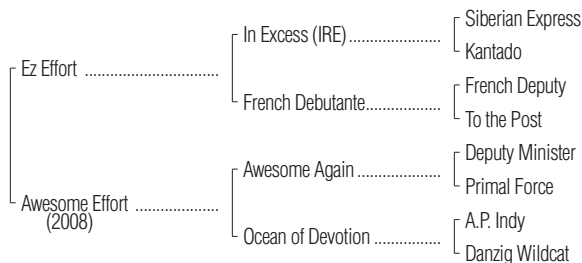 Siberian Express
In Excess (IRE) ..................
Kantado
Ez Effort .............................
French Deputy
French Debutante ................
To the Post
Deputy Minister
Awesome Again ..................
Primal Force
Awesome Effort ..................
(2008)
A.P. Indy
Ocean of Devotion ..............
Danzig Wildcat